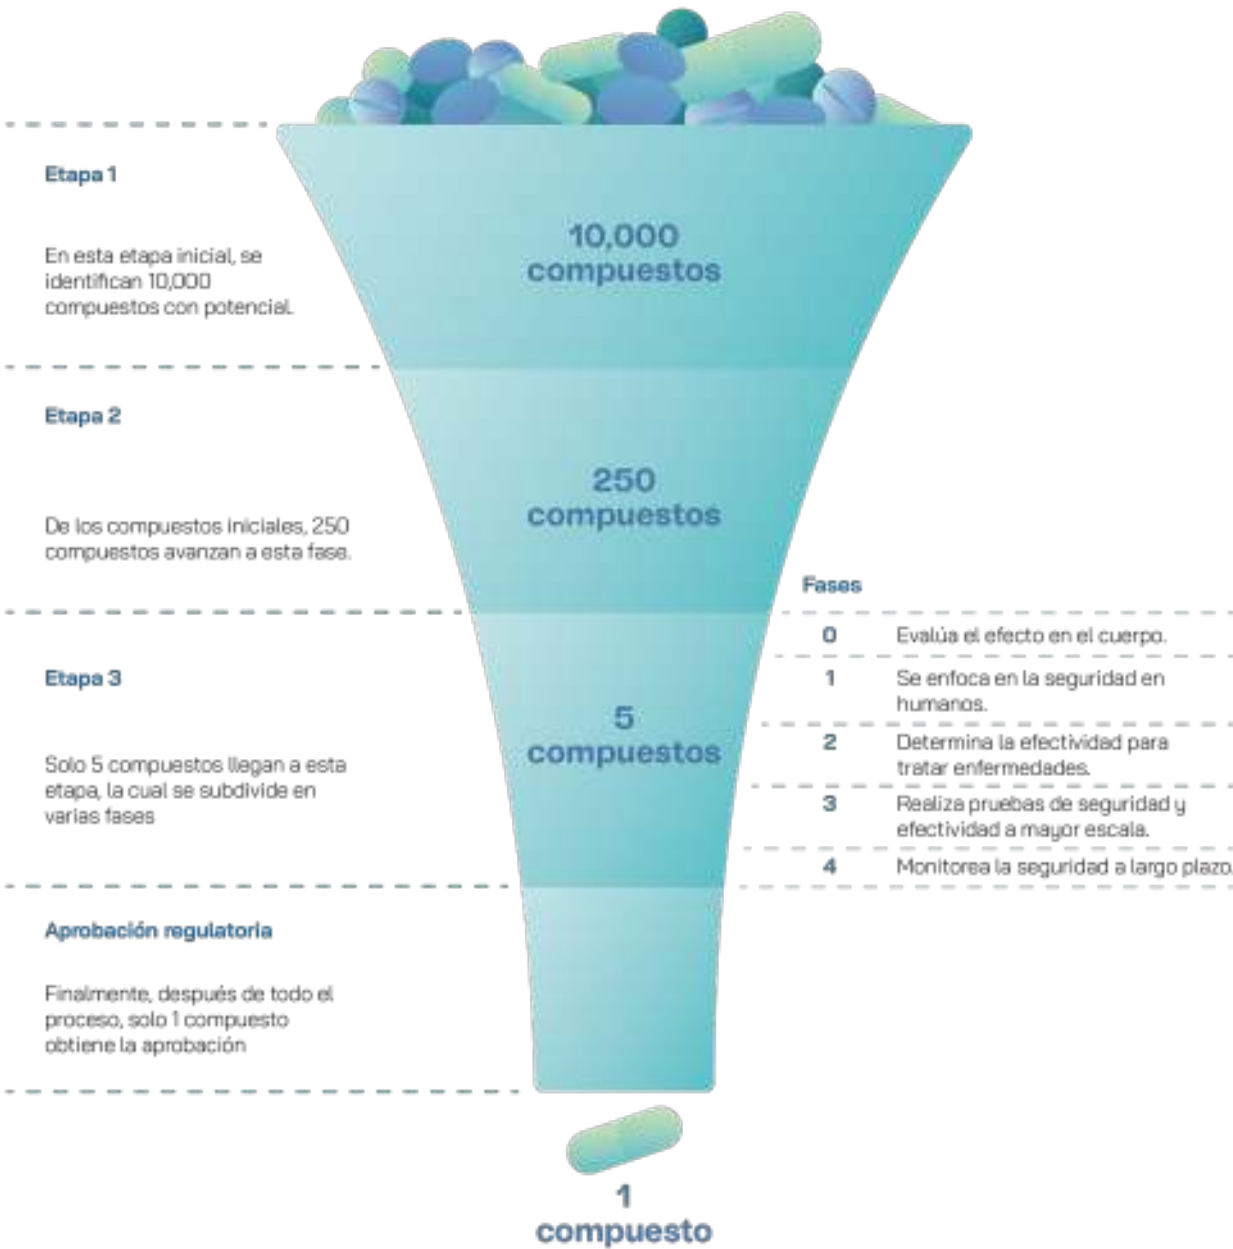 Etapa 1
En esta etapa inicial, se
identifican 10,000
compuestos con potencial.
10,000
compuestos
Etapa 2
De los compuestos iniciales, 250
compuestos avanzan a esta fase.
250
compuestos
Etapa 3
Solo 5 compuestos llegan a esta
etapa, la cual se subdivide en
varias fases
5
compuestos
Fases
0 Evalúa el efecto en el cuerpo.
1 Se enfoca en la seguridad en
humanos.
2 Determina la efectividad para
tratar enfermedades.
3 Realiza pruebas de seguridad y
efectividad a mayor escala.
4 Monitorea la seguridad a largo plazo.
Aprobación regulatoria
Finalmente, después de todo el
proceso, solo 1 compuesto
obtiene la aprobación
1
compuesto